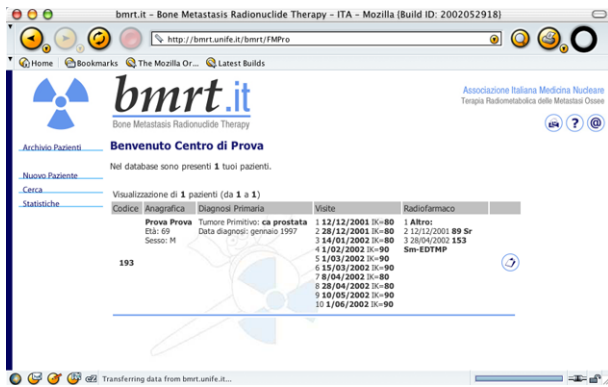 bmrt.it - Bone Metastasis Radionuclide Therapy - ITA - Mozilla {Build ID: 2002052918}
http://bmrt.unife.it/bmrt/FMPro
Home Bookmarks The Mozilla Or... Latest Builds
bmrt.it
Bone Metastasis Radionuclide Therapy
Associazione Italiana Medicina Nucleare
Terapia Radiometabolica delle Metastasi Ossee
? @
Archivio Pazienti
Nuovo Paziente
Cerca
Statistiche
Benvenuto Centro di Prova
Nel database sono presenti 1 tuoi pazienti.
Visualizzazione di 1 pazienti (da 1 a 1)
Codice Anagrafica Diagnosi Primaria Visite Radiofarmaco
193
Prova Prova
Età: 69
Sesso: M
Tumore Primitivo: ca prostata
Data diagnosi: gennaio 1997
1 12/12/2001 IK=80
2 28/12/2001 IK=80
3 14/01/2002 IK=80
4 1/02/2002 IK=90
5 1/03/2002 IK=90
6 15/03/2002 IK=90
7 8/04/2002 IK=80
8 28/04/2002 IK=80
9 10/05/2002 IK=90
10 1/06/2002 IK=90
1 Altro:
2 12/12/2001 89 Sr
3 28/04/2002 153
Sm-EDTMP
Transferring data from bmrt.unife.it...